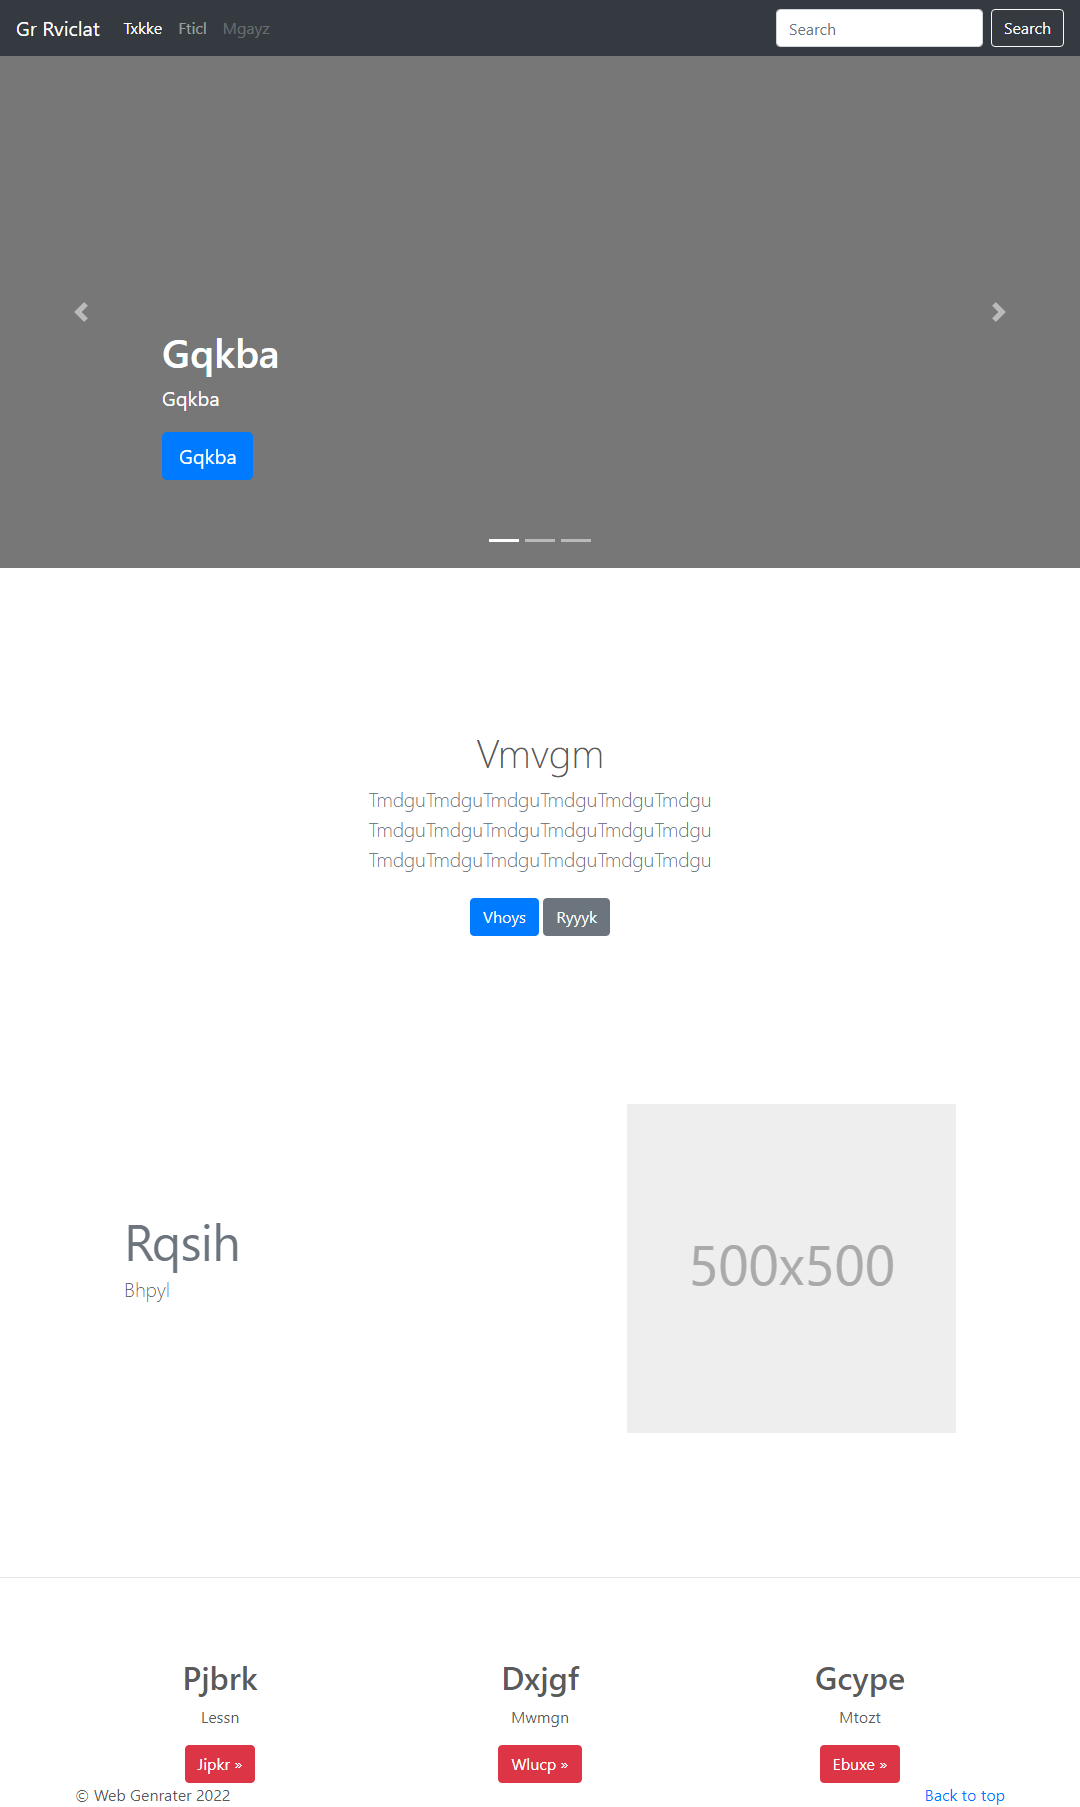 Gr Rviclat Txkke Fticl Mgayz Search Search
Gqkba
Gqkba
Gqkba
Vmvgm
TmdguTmdguTmdguTmdguTmdguTmdgu
TmdguTmdguTmdguTmdguTmdguTmdgu
TmdguTmdguTmdguTmdguTmdguTmdgu
Vhoys Ryyyk
Rqsih
Bhpyl
500x500
Pjbrk Dxjgf Gcype
Lessn Mwmgn Mtozt
Jipkr » Wlucp » Ebuxe »
© Web Genrater 2022 Back to top